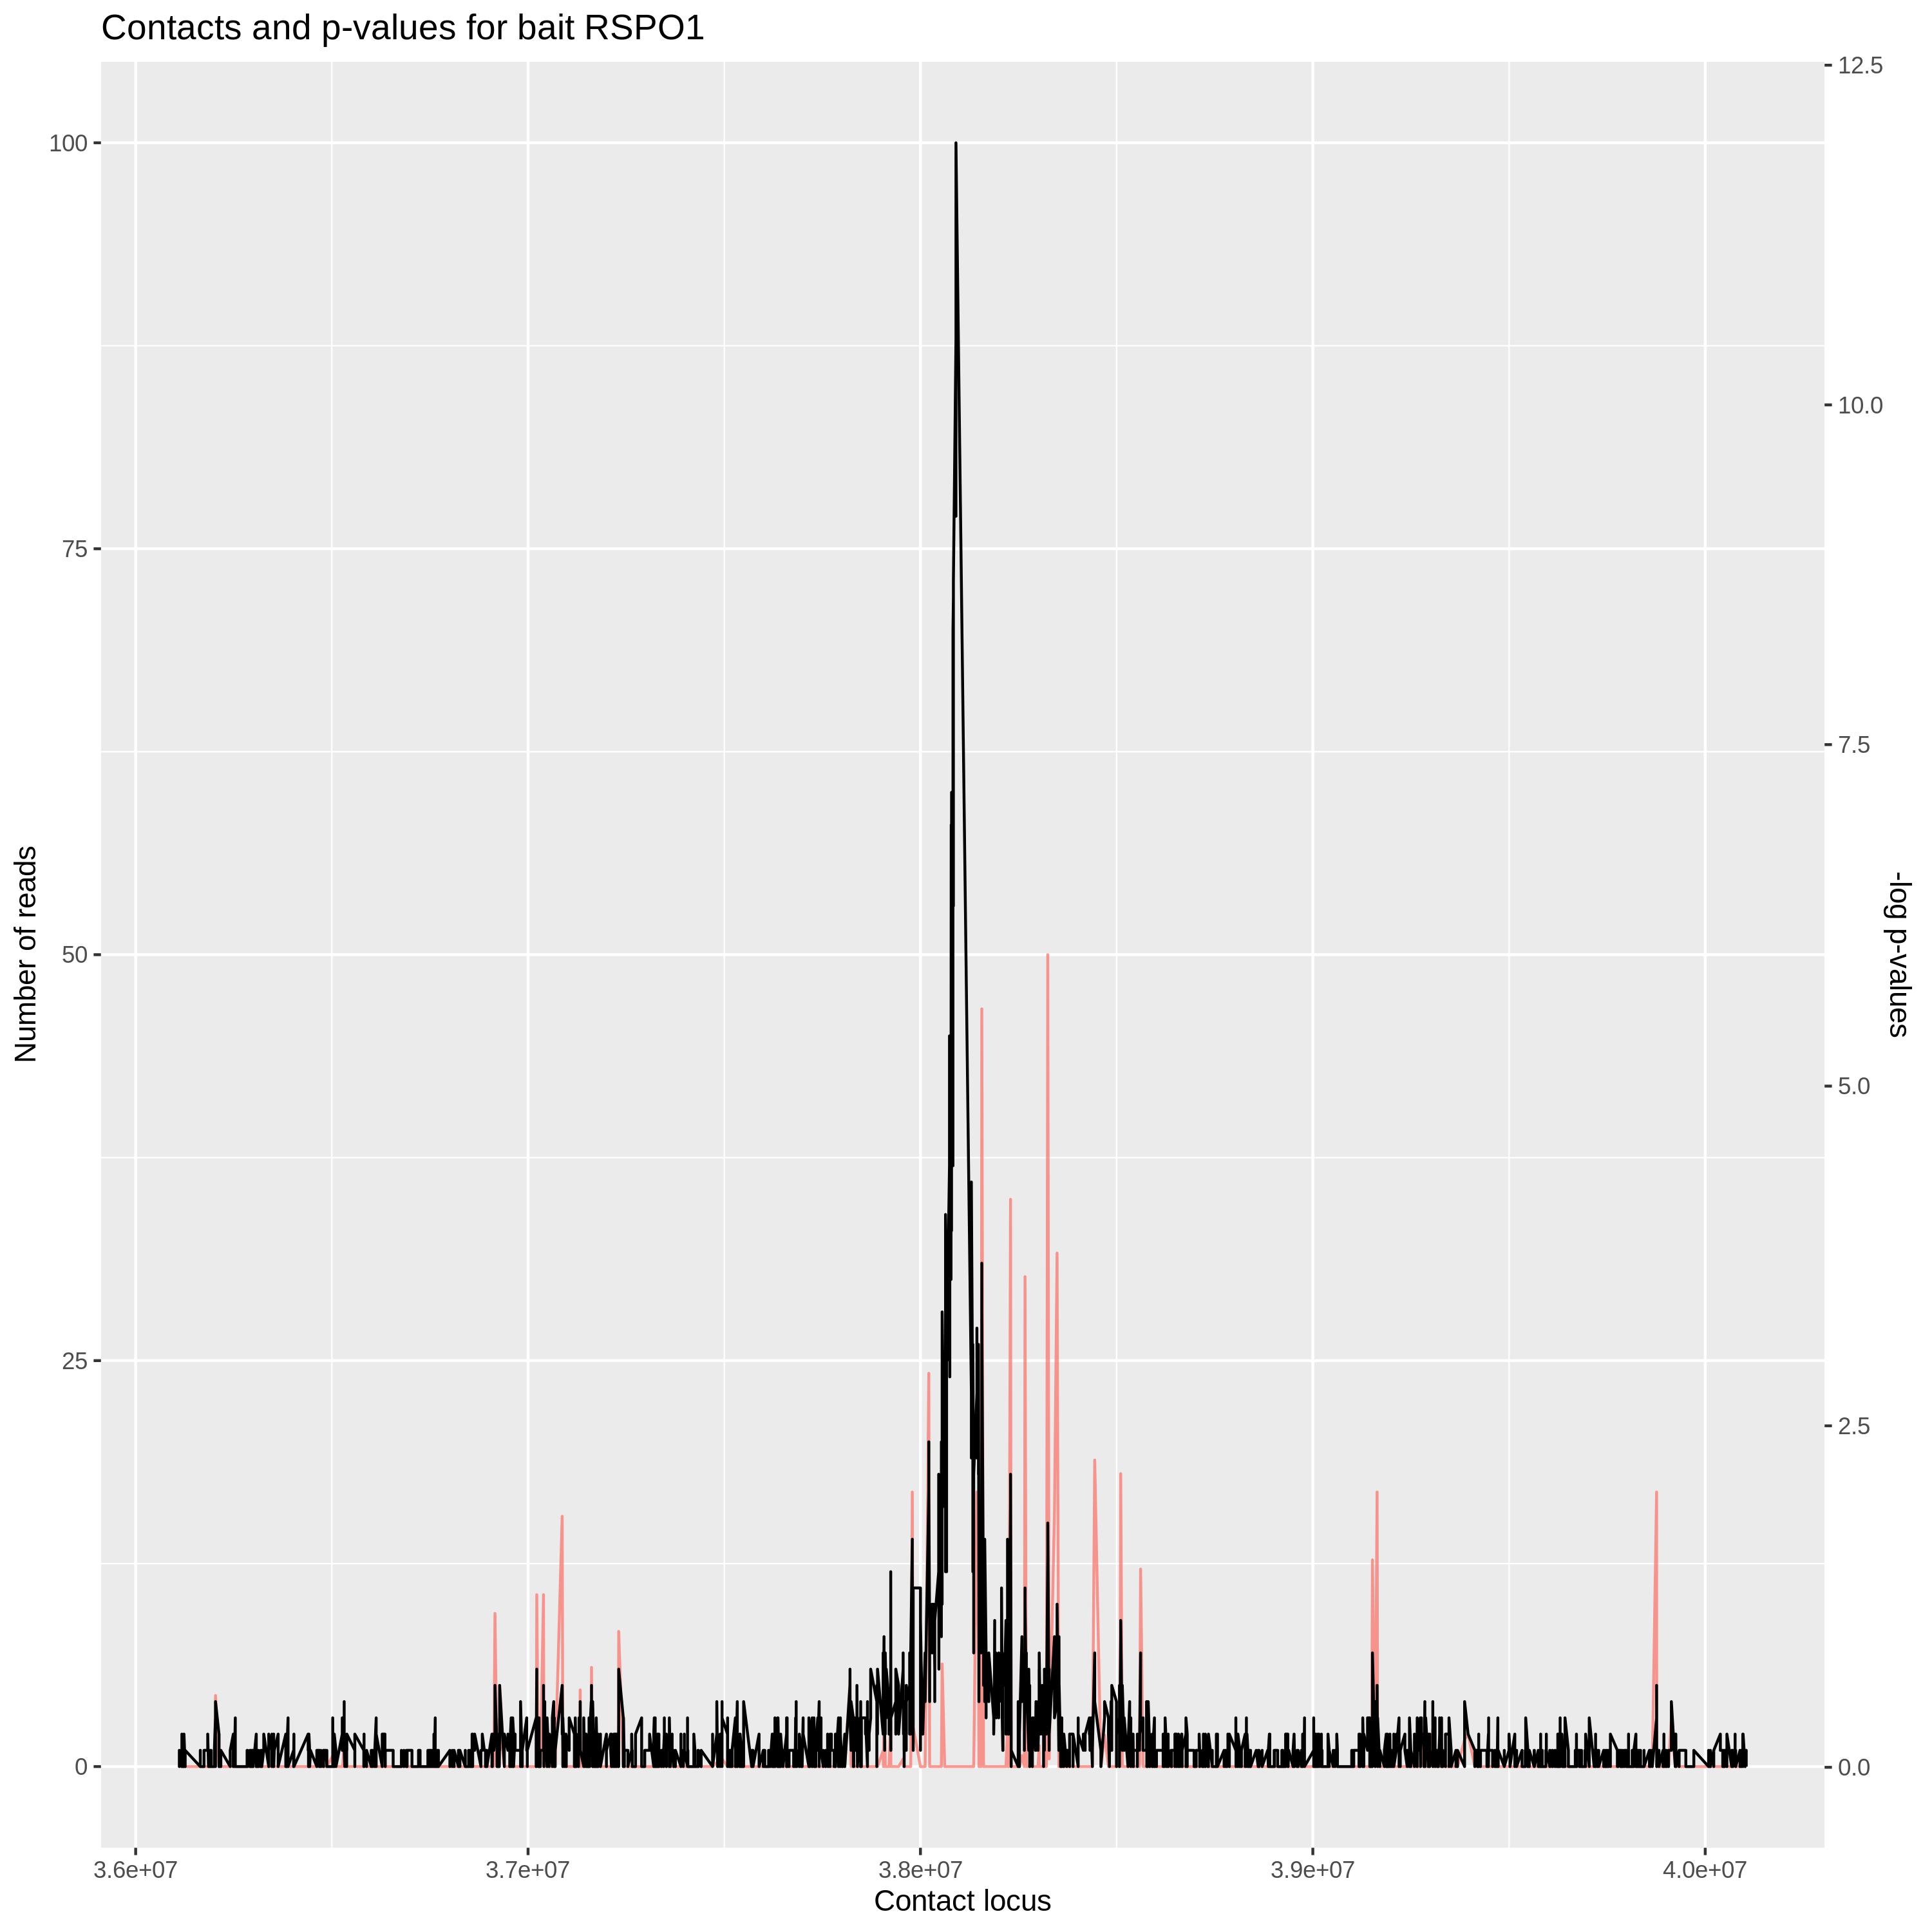 Contacts and p-values for bait RSPO1
12.5
100
10.0
75
7.5
Number of reads
-log p-values
50
5.0
25
2.5
0
0.0
3.6e+07 3.7e+07 3.8e+07 3.9e+07 4.0e+07
Contact locus